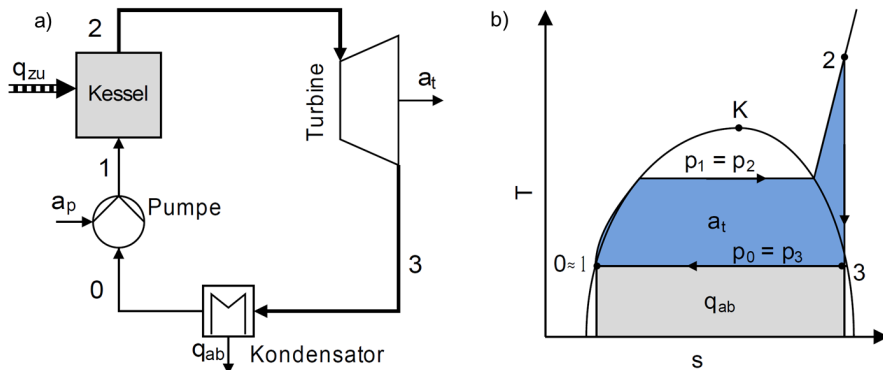 a)
2
q_zu
Kessel
Turbine
a_t
1
a_p
Pumpe
0
3
q_ab
Kondensator
b)
T
2
K
p_1 = p_2
a_t
p_0 = p_3
0≈1
3
q_ab
s